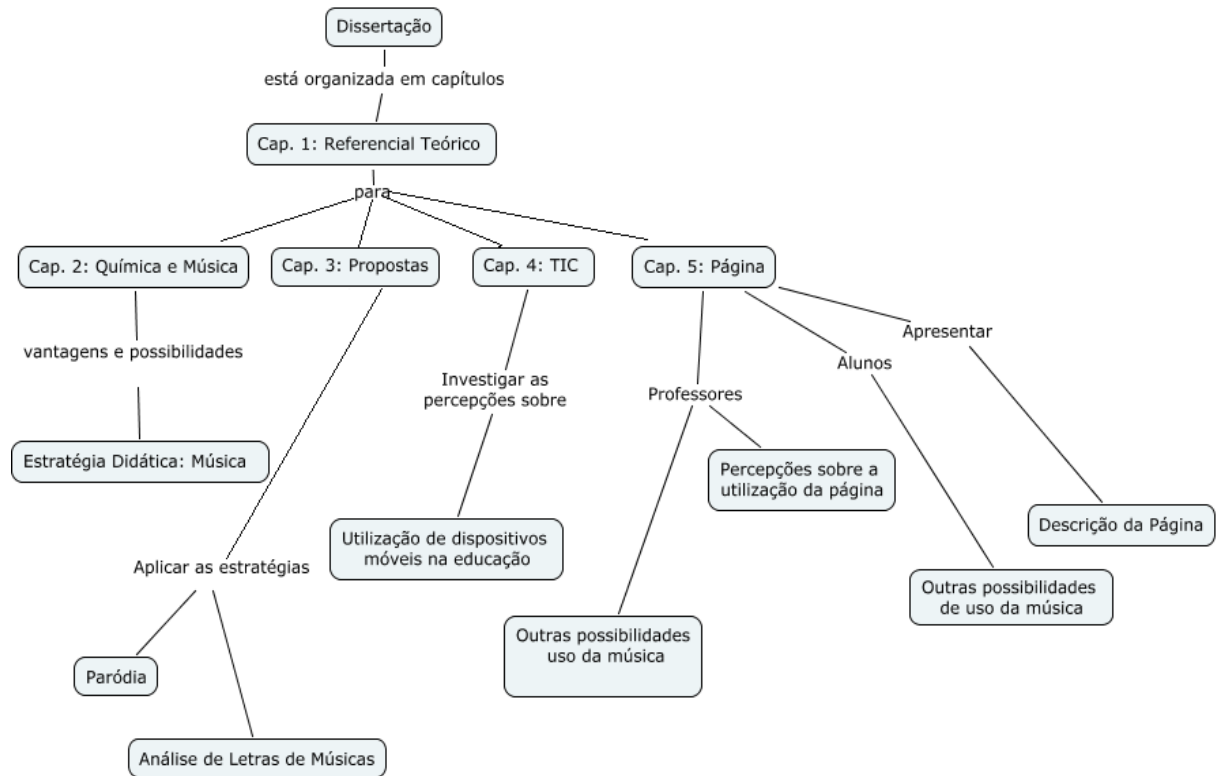 Dissertação
está organizada em capítulos
Cap. 1: Referencial Teórico
para
Cap. 2: Química e Música
Cap. 3: Propostas
Cap. 4: TIC
Cap. 5: Página
vantagens e possibilidades
Estratégia Didática: Música
Aplicar as estratégias
Paródia
Análise de Letras de Músicas
Investigar as
percepções sobre
Utilização de dispositivos
móveis na educação
Professores
Outras possibilidades
uso da música
Percepções sobre a
utilização da página
Alunos
Outras possibilidades
de uso da música
Apresentar
Descrição da Página